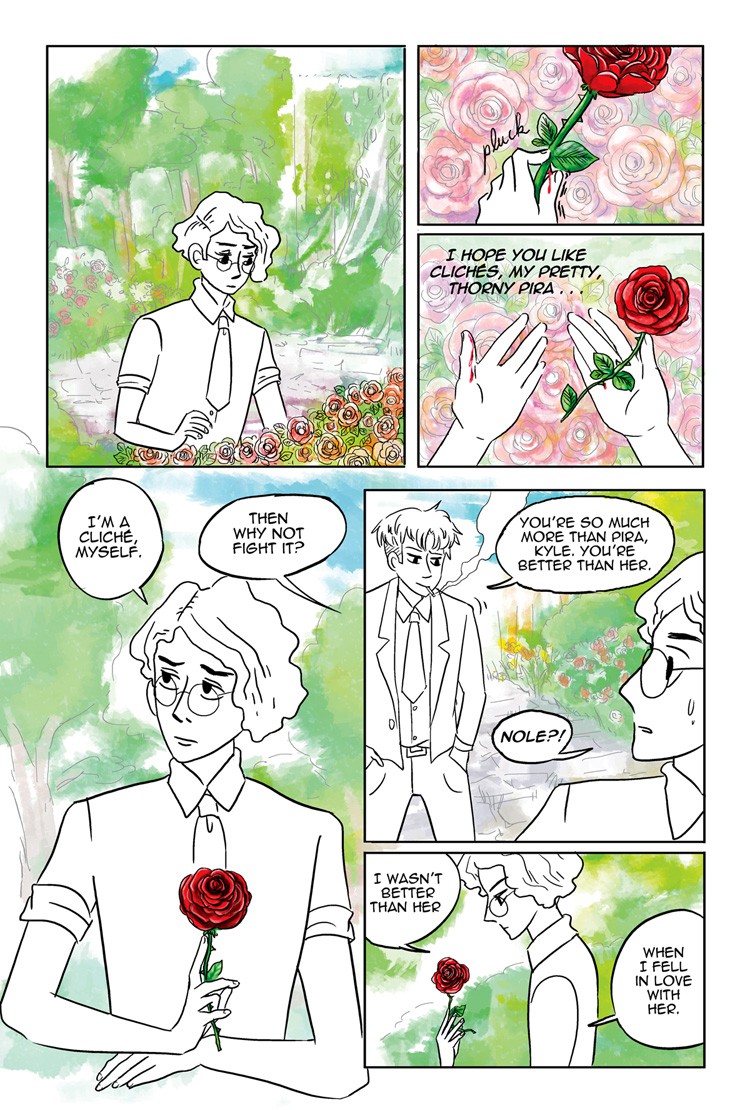 pluck
I HOPE YOU LIKE
CLICHÉS, MY PRETTY,
THORNY PIRA . . .
I'M A
CLICHÉ,
MYSELF.
THEN
WHY NOT
FIGHT IT?
YOU'RE SO MUCH
MORE THAN PIRA,
KYLE. YOU'RE
BETTER THAN HER.
NOLE?!
I WASN'T
BETTER
THAN HER
WHEN
I FELL
IN LOVE
WITH
HER.